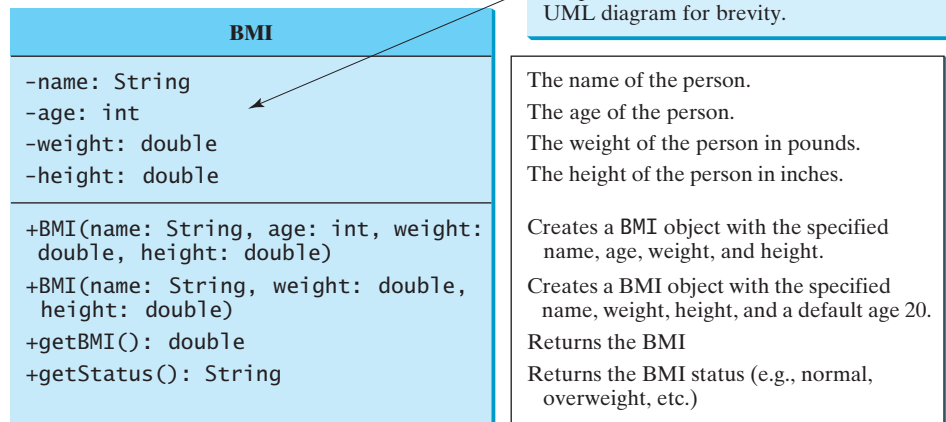 UML diagram for brevity.
BMI
-name: String
-age: int
-weight: double
-height: double
The name of the person.
The age of the person.
The weight of the person in pounds.
The height of the person in inches.
+BMI(name: String, age: int, weight:
double, height: double)
+BMI(name: String, weight: double,
height: double)
+getBMI(): double
+getStatus(): String
Creates a BMI object with the specified
name, age, weight, and height.
Creates a BMI object with the specified
name, weight, height, and a default age 20.
Returns the BMI
Returns the BMI status (e.g., normal,
overweight, etc.)